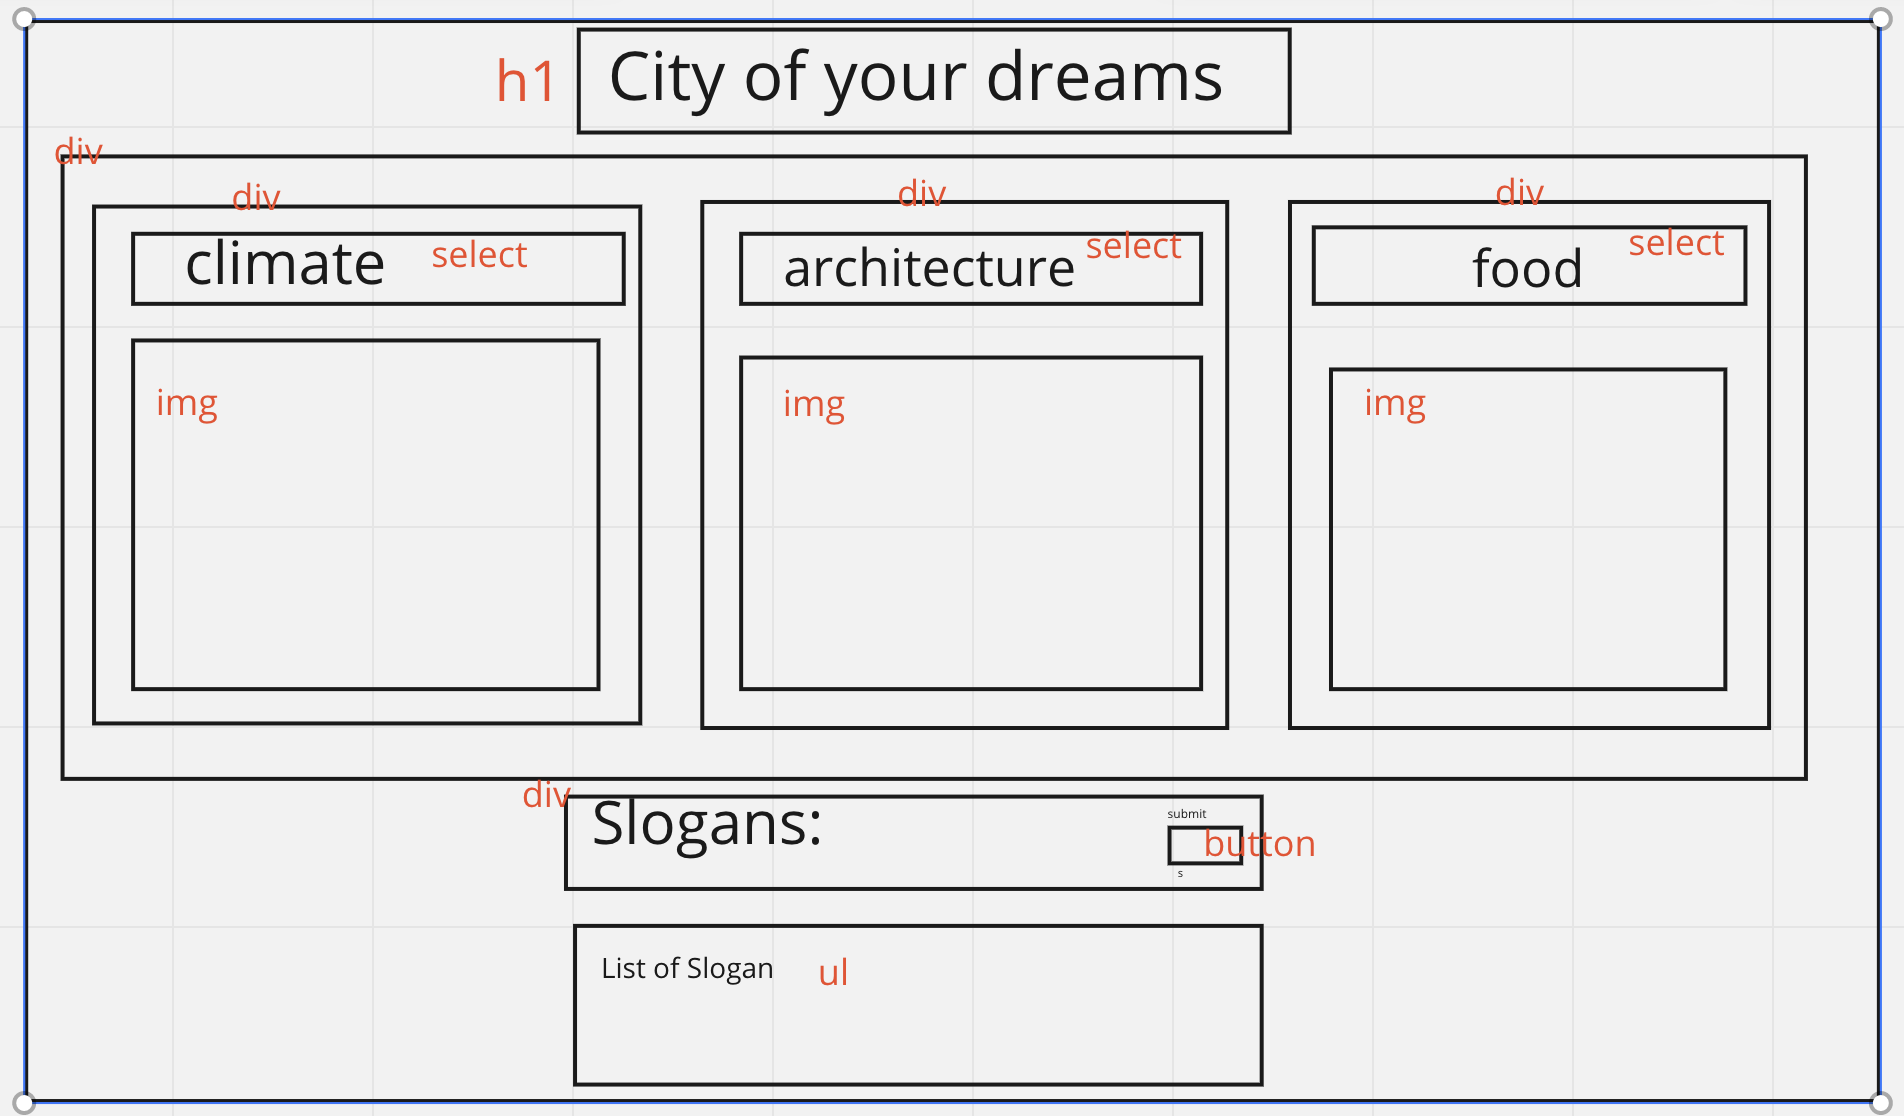 h1 City of your dreams
div
div
div
div
climate select
architecture select
food select
img
img
img
div
Slogans:
submit
button
s
List of Slogan ul